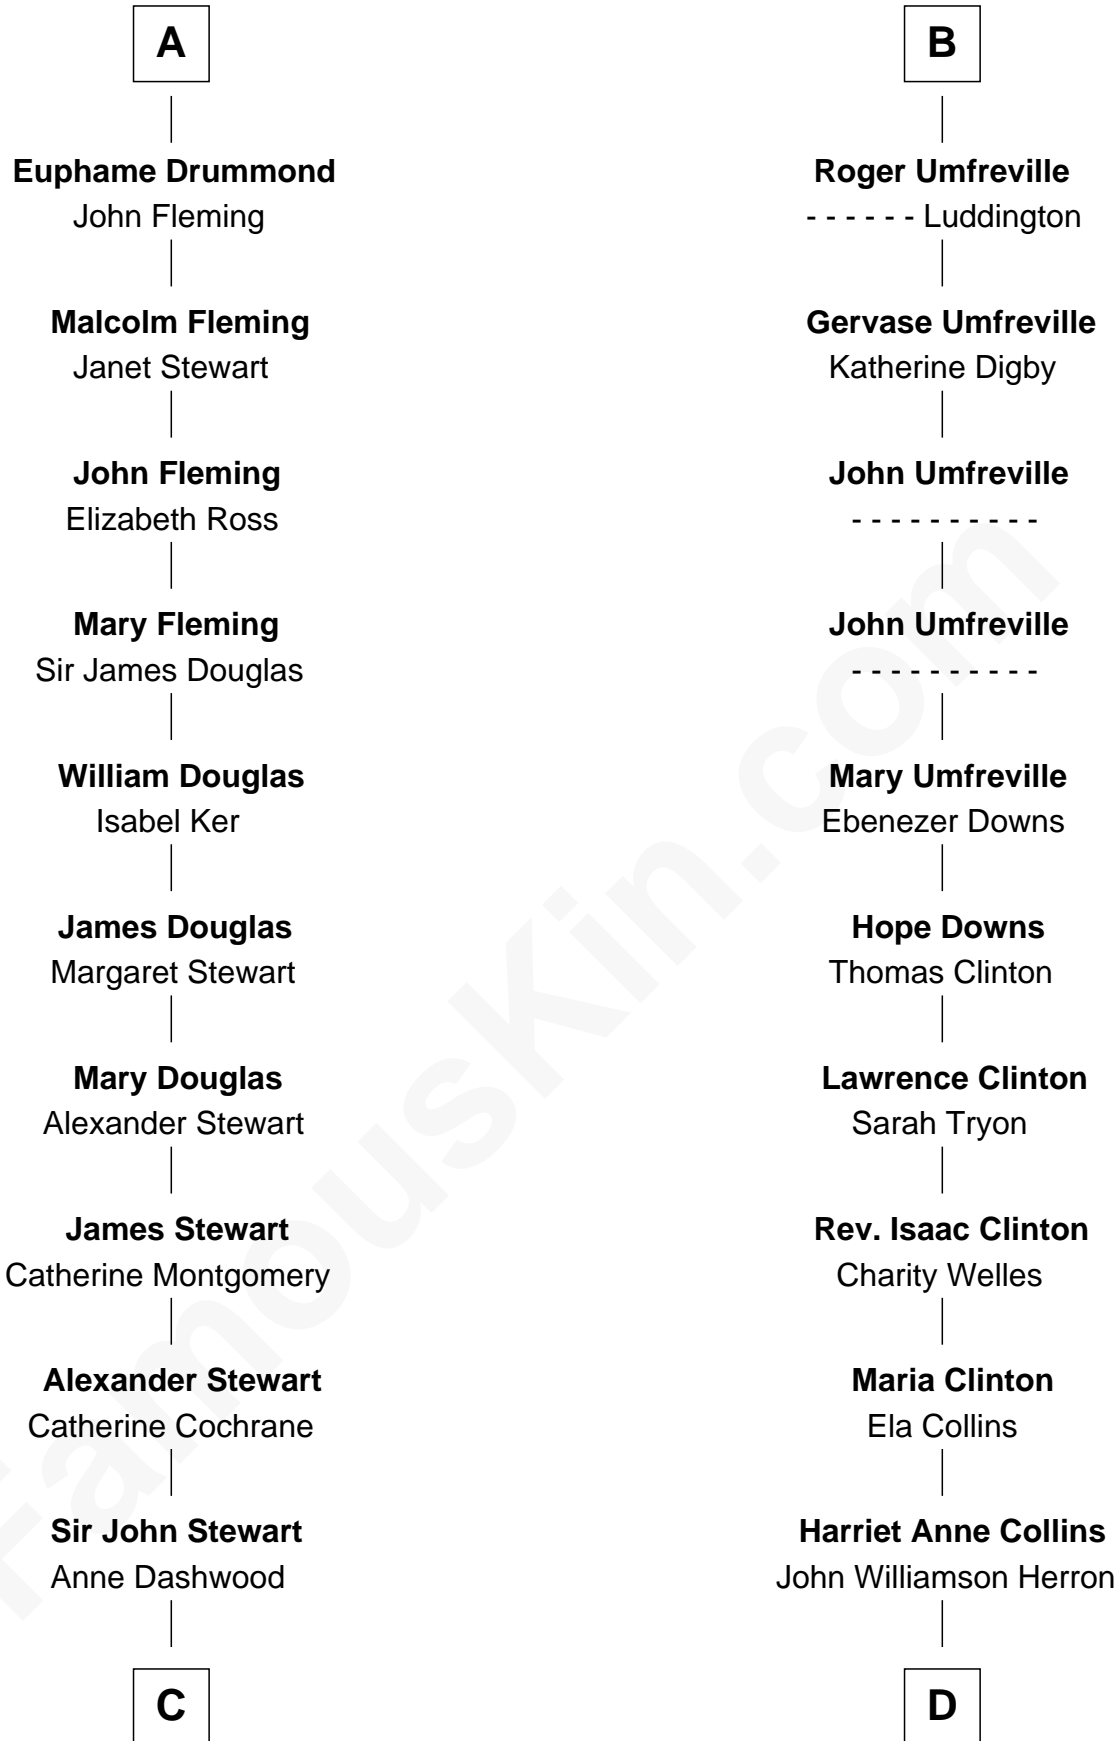 A
Euphame Drummond
John Fleming
Malcolm Fleming
Janet Stewart
John Fleming
Elizabeth Ross
Mary Fleming
Sir James Douglas
William Douglas
Isabel Ker
James Douglas
Margaret Stewart
Mary Douglas
Alexander Stewart
James Stewart
Catherine Montgomery
Alexander Stewart
Catherine Cochrane
Sir John Stewart
Anne Dashwood
C
B
Roger Umfreville
- - - - - - Luddington
Gervase Umfreville
Katherine Digby
John Umfreville
- - - - - - - - - -
John Umfreville
- - - - - - - - - -
Mary Umfreville
Ebenezer Downs
Hope Downs
Thomas Clinton
Lawrence Clinton
Sarah Tryon
Rev. Isaac Clinton
Charity Welles
Maria Clinton
Ela Collins
Harriet Anne Collins
John Williamson Herron
D
FamousKin.com